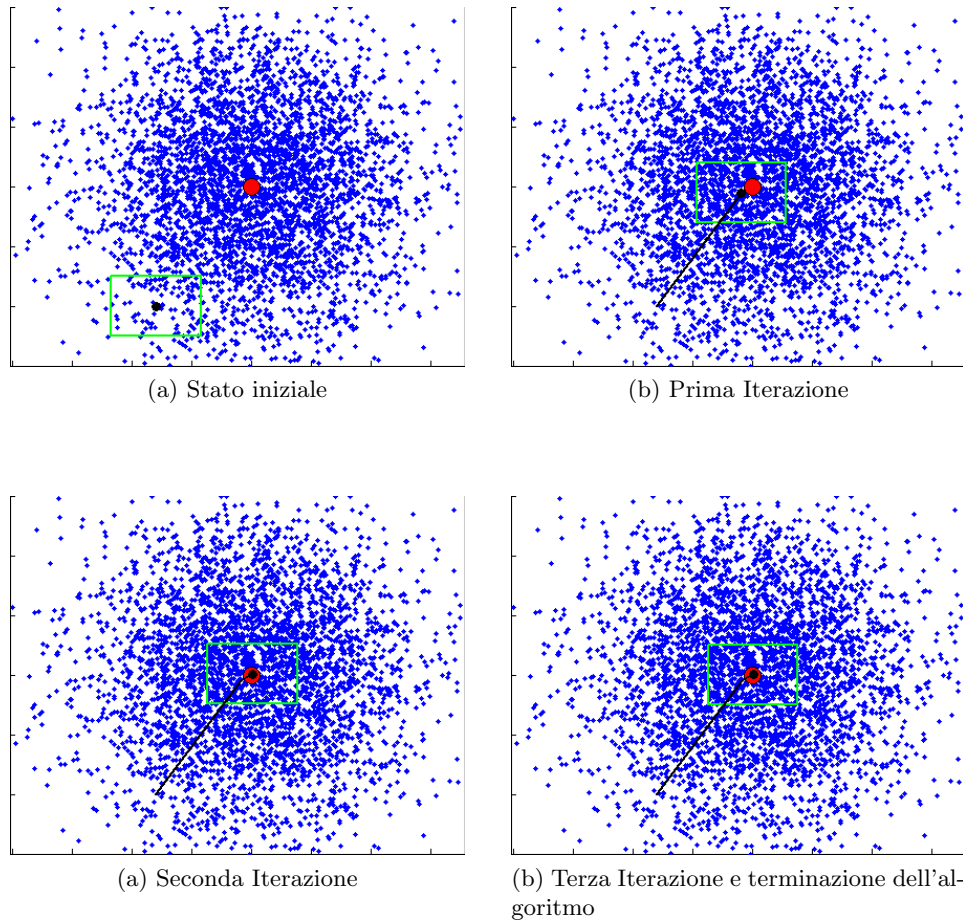 (a) Stato iniziale
(b) Prima Iterazione
(a) Seconda Iterazione
(b) Terza Iterazione e terminazione dell'al-
goritmo